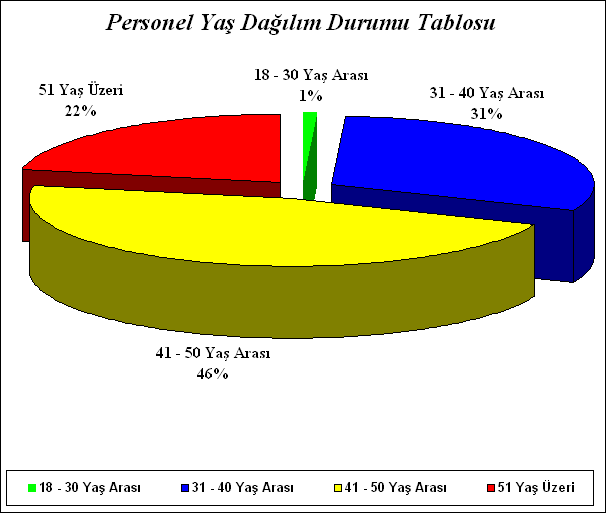 Personel Yaş Dağılım Durumu Tablosu
18 - 30 Yaş Arası
1%
51 Yaş Üzeri
22%
31 - 40 Yaş Arası
31%
41 - 50 Yaş Arası
46%
18 - 30 Yaş Arası 31 - 40 Yaş Arası 41 - 50 Yaş Arası 51 Yaş Üzeri